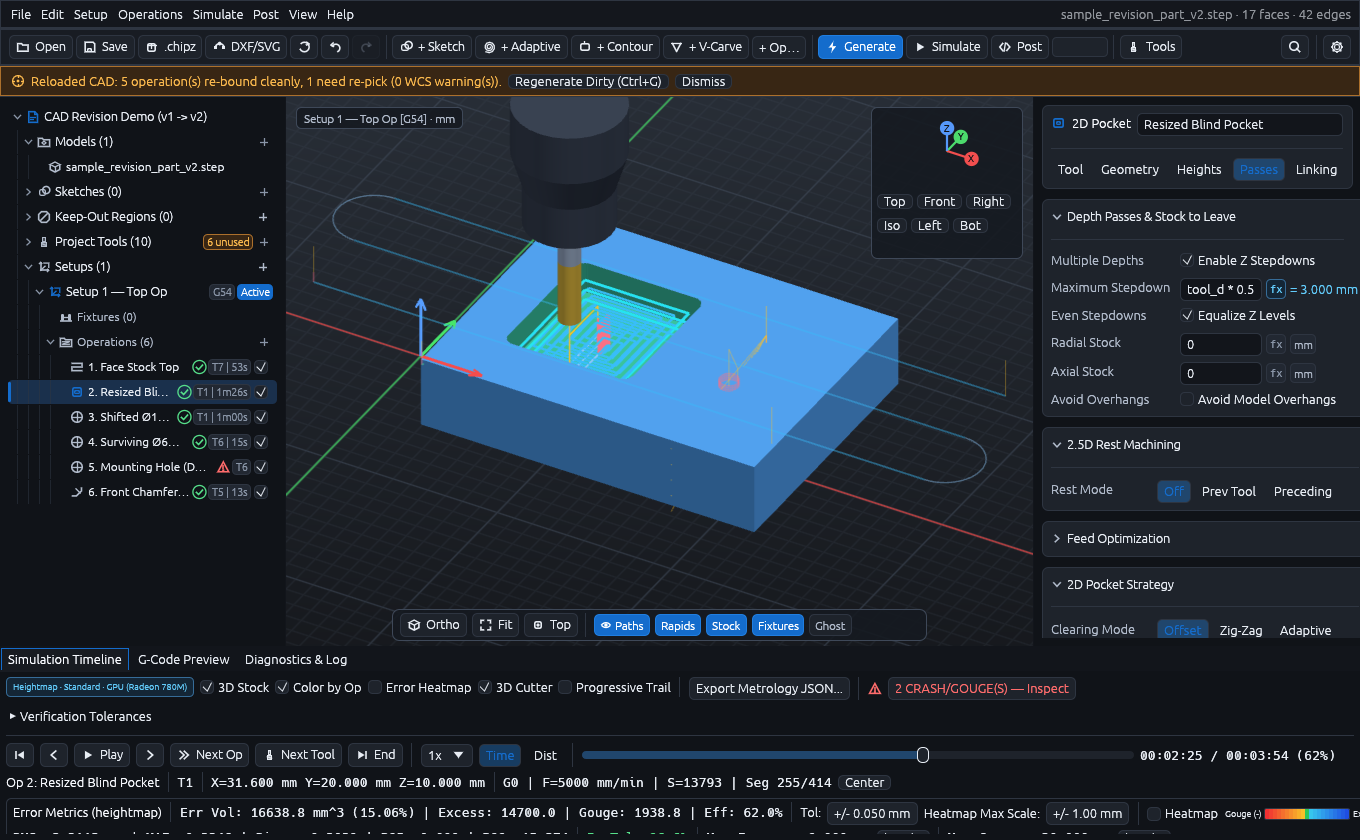 File Edit Setup Operations Simulate Post View Help
sample_revision_part_v2.step · 17 faces · 42 edges
Open Save .chipz DXF/SVG + Sketch + Adaptive + Contour + V-Carve + Op... Generate Simulate Post Tools
Reloaded CAD: 5 operation(s) re-bound cleanly, 1 need re-pick (0 WCS warning(s)). Regenerate Dirty (Ctrl+G) Dismiss
CAD Revision Demo (v1 -> v2)
Models (1) +
sample_revision_part_v2.step
Sketches (0) +
Keep-Out Regions (0) +
Project Tools (10) 6 unused +
Setups (1) +
Setup 1 — Top Op G54 Active
Fixtures (0)
Operations (6) +
1. Face Stock Top T7 | 53s
2. Resized Bli... T1 | 1m26s
3. Shifted Ø1... T1 | 1m00s
4. Surviving Ø6... T6 | 15s
5. Mounting Hole (D... T6
6. Front Chamfer... T5 | 13s
Setup 1 — Top Op [G54] · mm
Z Y X
Top Front Right
Iso Left Bot
Ortho Fit Top Paths Rapids Stock Fixtures Ghost
2D Pocket Resized Blind Pocket
Tool Geometry Heights Passes Linking
Depth Passes & Stock to Leave
Multiple Depths Enable Z Stepdowns
Maximum Stepdown tool_d * 0.5 fx = 3.000 mm
Even Stepdowns Equalize Z Levels
Radial Stock 0 fx mm
Axial Stock 0 fx mm
Avoid Overhangs Avoid Model Overhangs
2.5D Rest Machining
Rest Mode Off Prev Tool Preceding
Feed Optimization
2D Pocket Strategy
Clearing Mode Offset Zig-Zag Adaptive
Simulation Timeline G-Code Preview Diagnostics & Log
Heightmap · Standard · GPU (Radeon 780M) 3D Stock Color by Op Error Heatmap 3D Cutter Progressive Trail Export Metrology JSON... 2 CRASH/GOUGE(S) — Inspect
Verification Tolerances
Play Next Op Next Tool End 1x Time Dist 00:02:25 / 00:03:54 (62%)
Op 2: Resized Blind Pocket T1 X=31.600 mm Y=20.000 mm Z=10.000 mm G0 | F=5000 mm/min | S=13793 | Seg 255/414 Center
Error Metrics (heightmap) Err Vol: 16638.8 mm^3 (15.06%) | Excess: 14700.0 | Gouge: 1938.8 | Eff: 62.0% Tol: +/- 0.050 mm Heatmap Max Scale: +/- 1.00 mm Heatmap Gouge (-)